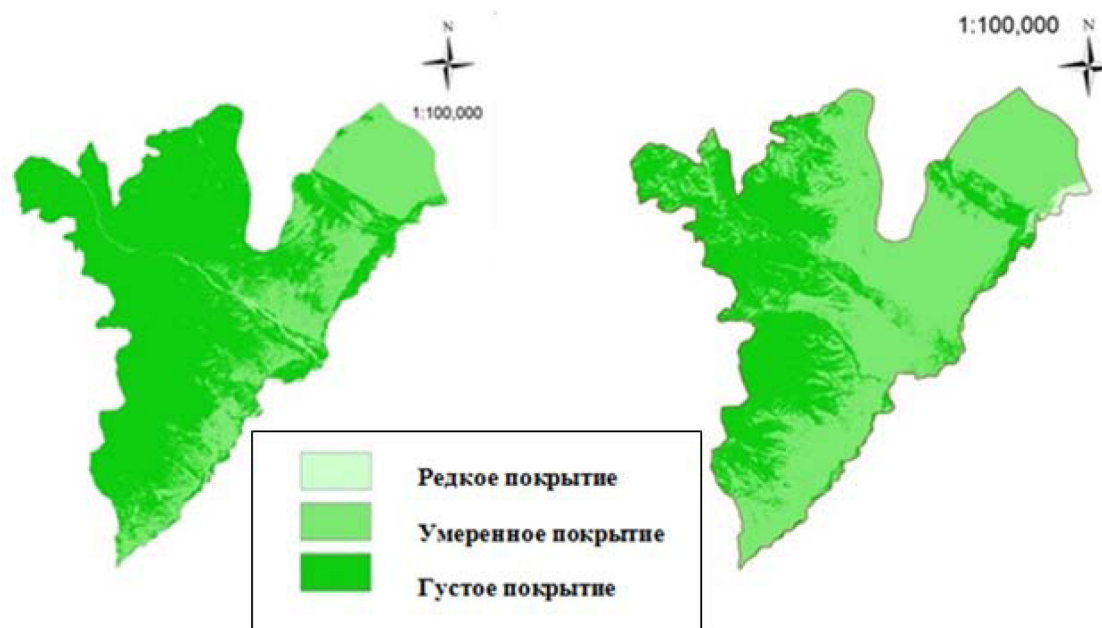 N
1:100,000
1:100,000
N
Редкое покрытие
Умеренное покрытие
Густое покрытие